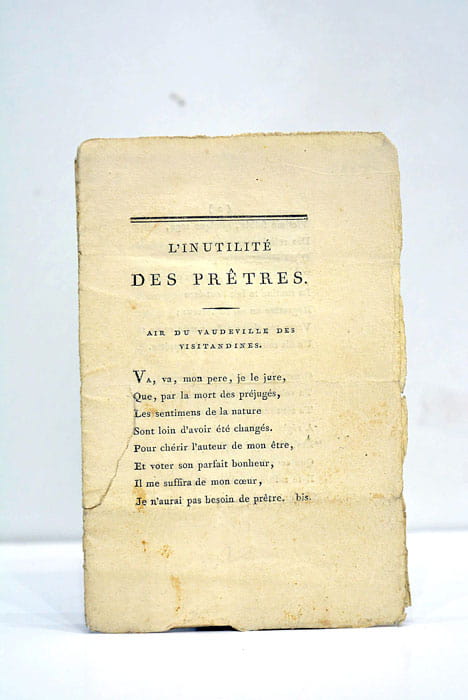 L'INUTILITÉ
DES PRÊTRES.
AIR DU VAUDEVILLE DES
VISITANDINES.
VA, va, mon pere, je le jure,
Que, par la mort des préjugés,
Les sentimens de la nature
Sont loin d'avoir été changés.
Pour chérir l'auteur de mon être,
Et voter son parfait bonheur,
Il me suffira de mon cœur,
Je n'aurai pas besoin de prêtre. bis.